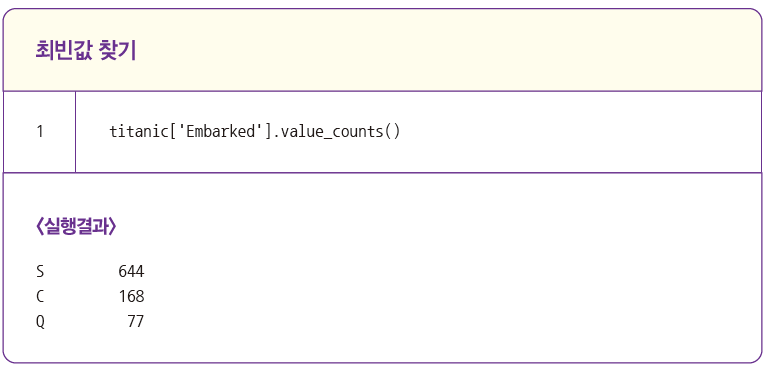 최빈값 찾기
1 titanic['Embarked'].value_counts()
〈실행결과〉
S 644
C 168
Q 77